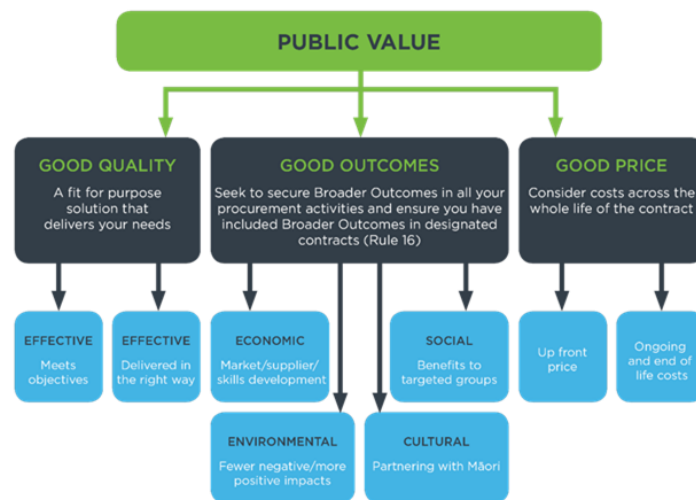 PUBLIC VALUE
GOOD QUALITY
A fit for purpose
solution that
delivers your needs
GOOD OUTCOMES
Seek to secure Broader Outcomes in all your
procurement activities and ensure you have
included Broader Outcomes in designated
contracts (Rule 16)
GOOD PRICE
Consider costs across the
whole life of the contract
EFFECTIVE
Meets
objectives
EFFECTIVE
Delivered in
the right way
ECONOMIC
Market/supplier/
skills development
SOCIAL
Benefits to
targeted groups
Up front
price
Ongoing
and end of
life costs
ENVIRONMENTAL
Fewer negative/more
positive impacts
CULTURAL
Partnering with Māori